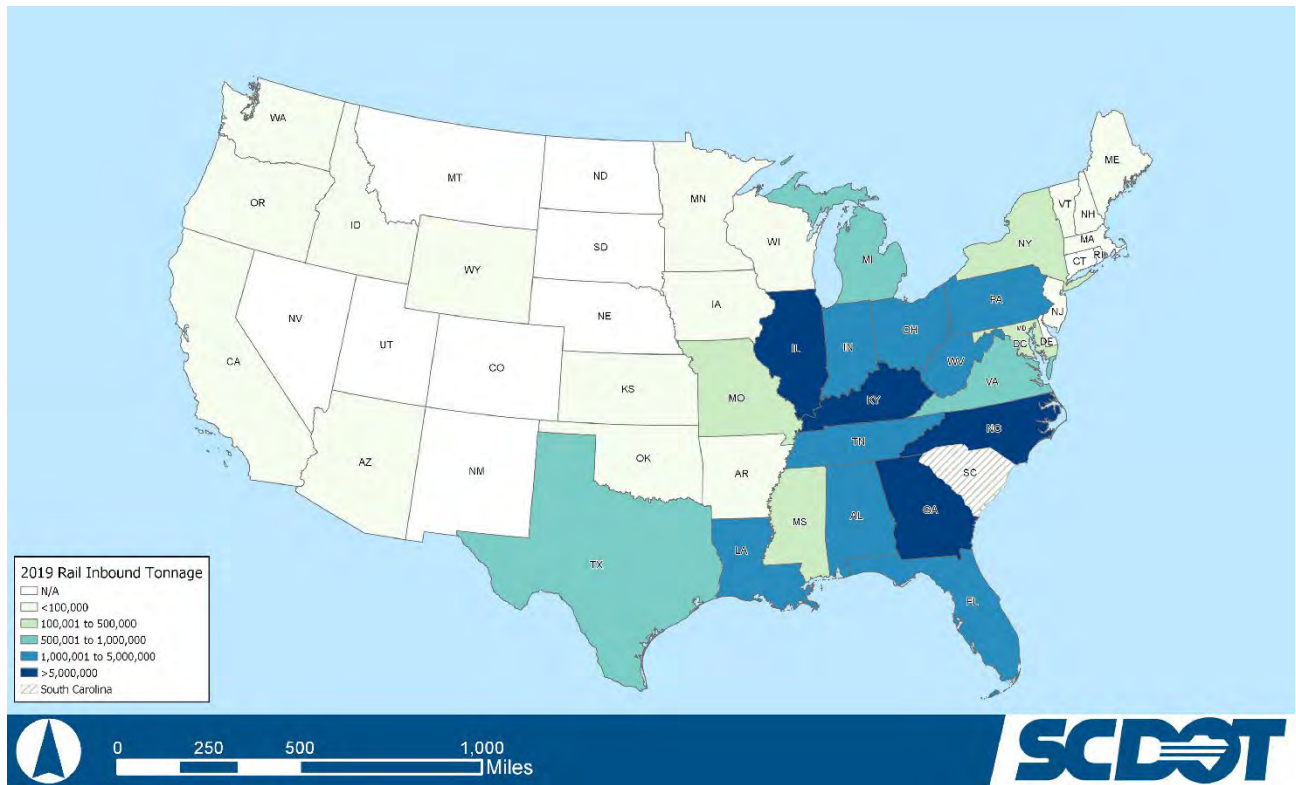 WA
MT
ND
ME
OR
MN
VT
NH
ID
SD
WI
NY
MA
WY
MI
CT
RI
IA
PA
NE
NJ
NV
OH
IL
IN
UT
MD
DE
DC
CO
WV
CA
VA
KS
MO
KY
NC
TN
AZ
OK
NM
AR
SC
MS
AL
GA
LA
TX
FL
2019 Rail Inbound Tonnage
N/A
<100,000
100,001 to 500,000
500,001 to 1,000,000
1,000,001 to 5,000,000
>5,000,000
South Carolina
0 250 500 1,000
Miles
SCDOT